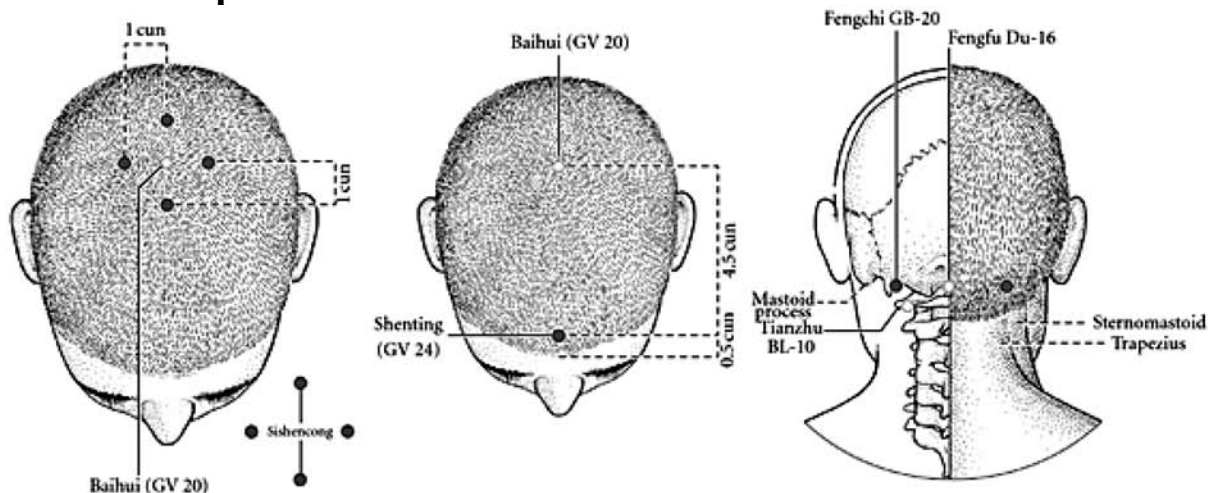 1 cun
1 cun
Sishencong
Baihui (GV 20)
Baihui (GV 20)
4.5 cun
0.5 cun
Shenting
(GV 24)
Fengchi GB-20
Fengfu Du-16
Mastoid
process
Tianzhu
BL-10
Sternomastoid
Trapezius